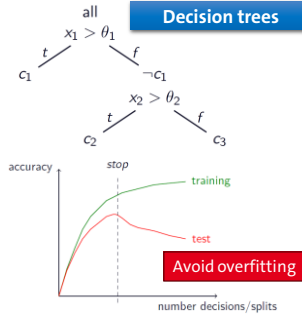 Decision trees
all
x₁ > θ₁
t f
c₁ ¬c₁
x₂ > θ₂
t f
c₂ c₃
accuracy
stop
training
test
Avoid overfitting
number decisions/splits